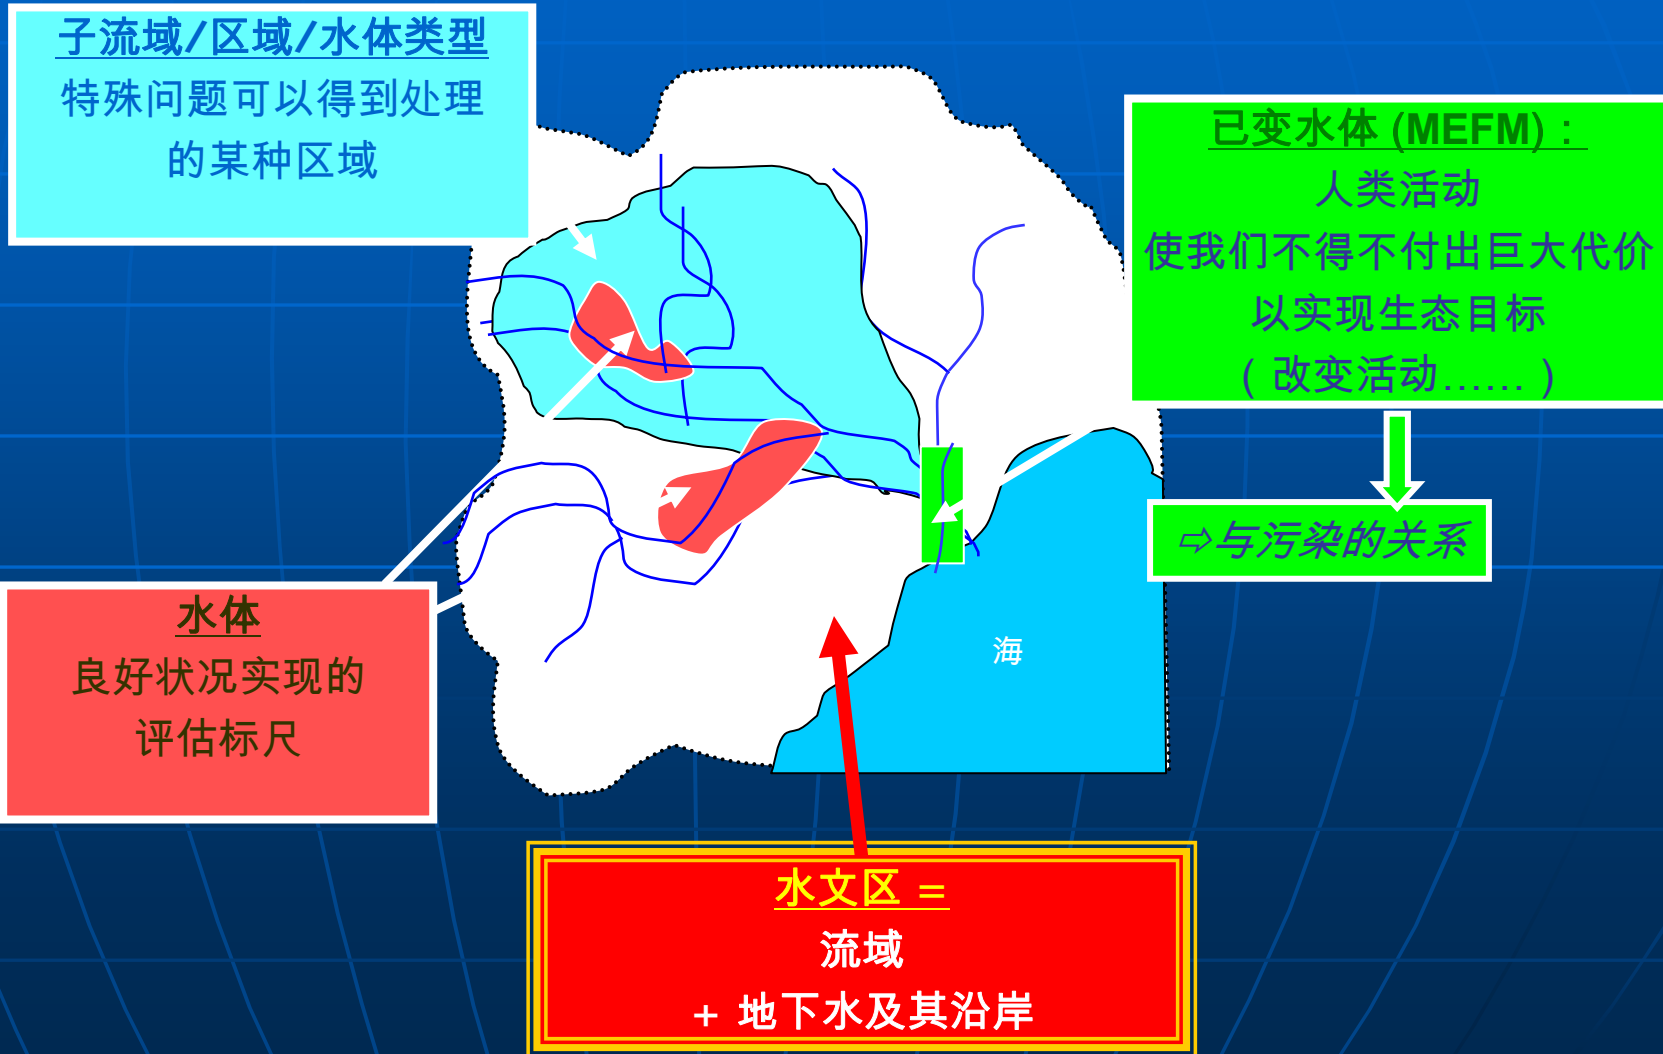 子流域/区域/水体类型
特殊问题可以得到处理
的某种区域
已变水体 (MEFM) :
人类活动
使我们不得不付出巨大代价
以实现生态目标
( 改变活动…… )
⇨与污染的关系
水体
良好状况实现的
评估标尺
海
水文区 =
流域
+ 地下水及其沿岸